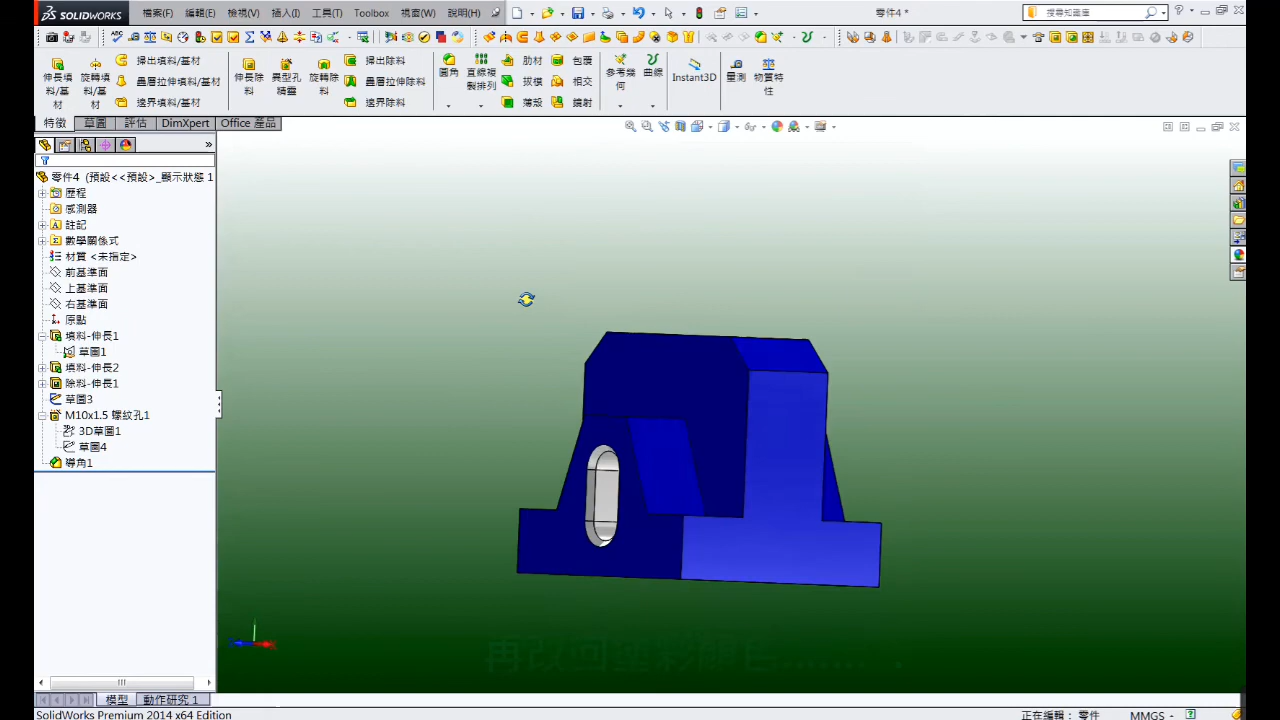 SOLIDWORKS 檔案(F) 編輯(E) 檢視(V) 插入(I) 工具(T) Toolbox 視窗(W) 說明(H) 零件4 * 搜尋知識庫
伸長填料/基材
旋轉填料/基材
掃出填料/基材
疊層拉伸填料/基材
邊界填料/基材
伸長除料
異型孔精靈
旋轉除料
掃出除料
疊層拉伸除料
邊界除料
圓角
直線複製排列
肋材
拔模
薄殼
包覆
相交
鏡射
參考幾何
曲線
Instant3D
量測
物質特性
特徵 草圖 評估 DimXpert Office 產品
零件4 (預設<<預設>_顯示狀態 1
歷程
感測器
註記
數學關係式
材質 <未指定>
前基準面
上基準面
右基準面
原點
填料-伸長1
草圖1
填料-伸長2
除料-伸長1
草圖3
M10x1.5 螺紋孔1
3D草圖1
草圖4
導角1
模型 動作研究 1
SolidWorks Premium 2014 x64 Edition 正在編輯: 零件 MMGS -